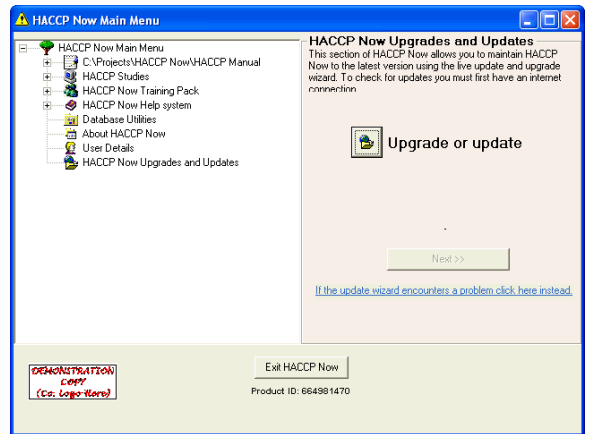 HACCP Now Main Menu
HACCP Now Main Menu
C:\Projects\HACCP Now\HACCP Manual
HACCP Studies
HACCP Now Training Pack
HACCP Now Help system
Database Utilities
About HACCP Now
User Details
HACCP Now Upgrades and Updates
HACCP Now Upgrades and Updates
This section of HACCP Now allows you to maintain HACCP
Now to the latest version using the live update and upgrade
wizard. To check for updates you must first have an internet
connection
Upgrade or update
.
Next >>
If the update wizard encounters a problem click here instead.
DEMONSTRATION
COPY
(Co. Logo Here)
Exit HACCP Now
Product ID: 664981470